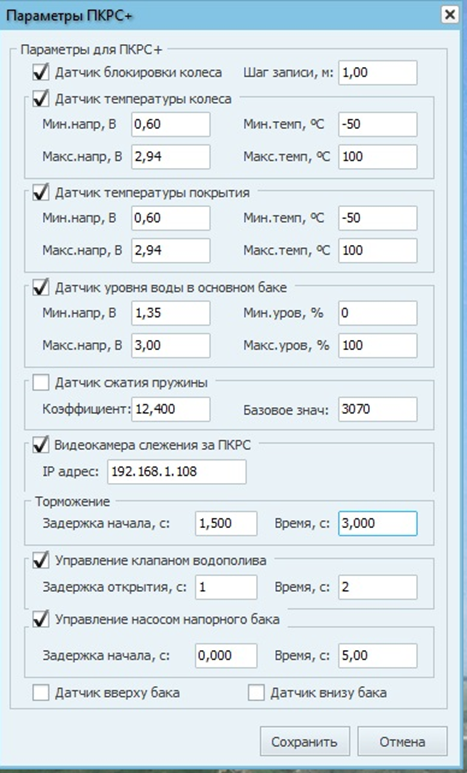 Параметры ПКРС+
Параметры для ПКРС+
Датчик блокировки колеса Шаг записи, м: 1,00
Датчик температуры колеса
Мин.напр, В 0,60 Мин.темп, ºС -50
Макс.напр, В 2,94 Макс.темп, ºС 100
Датчик температуры покрытия
Мин.напр, В 0,60 Мин.темп, ºС -50
Макс.напр, В 2,94 Макс.темп, ºС 100
Датчик уровня воды в основном баке
Мин.напр, В 1,35 Мин.уров, % 0
Макс.напр, В 3,00 Макс.уров, % 100
Датчик сжатия пружины
Коэффициент: 12,400 Базовое знач: 3070
Видеокамера слежения за ПКРС
IP адрес: 192.168.1.108
Торможение
Задержка начала, с: 1,500 Время, с: 3,000
Управление клапаном водополива
Задержка открытия, с: 1 Время, с: 2
Управление насосом напорного бака
Задержка начала, с: 0,000 Время, с: 5,00
Датчик вверху бака Датчик внизу бака
Сохранить Отмена